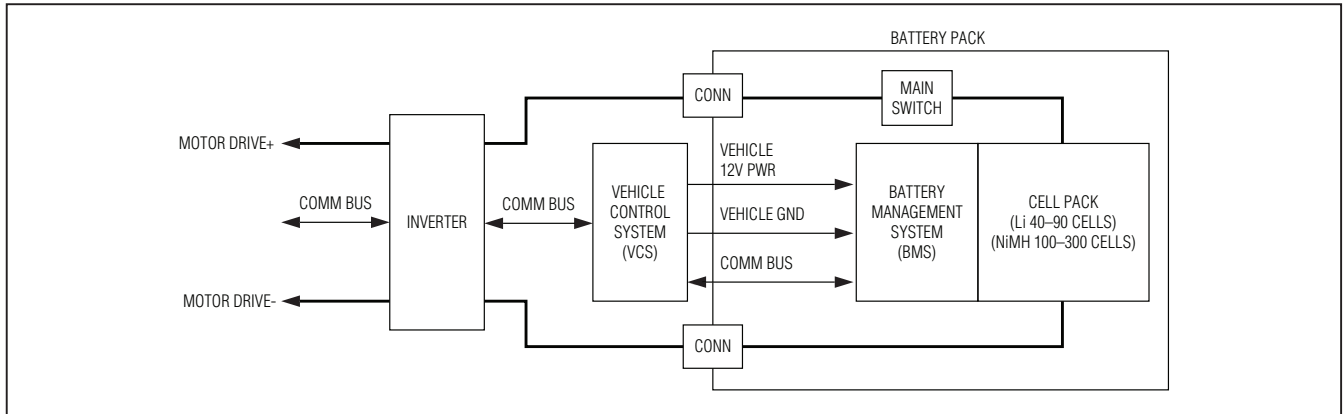 BATTERY PACK
CONN
MAIN
SWITCH
MOTOR DRIVE+
COMM BUS
INVERTER
COMM BUS
VEHICLE
CONTROL
SYSTEM
(VCS)
VEHICLE
12V PWR
VEHICLE GND
COMM BUS
BATTERY
MANAGEMENT
SYSTEM
(BMS)
CELL PACK
(Li 40–90 CELLS)
(NiMH 100–300 CELLS)
MOTOR DRIVE-
CONN